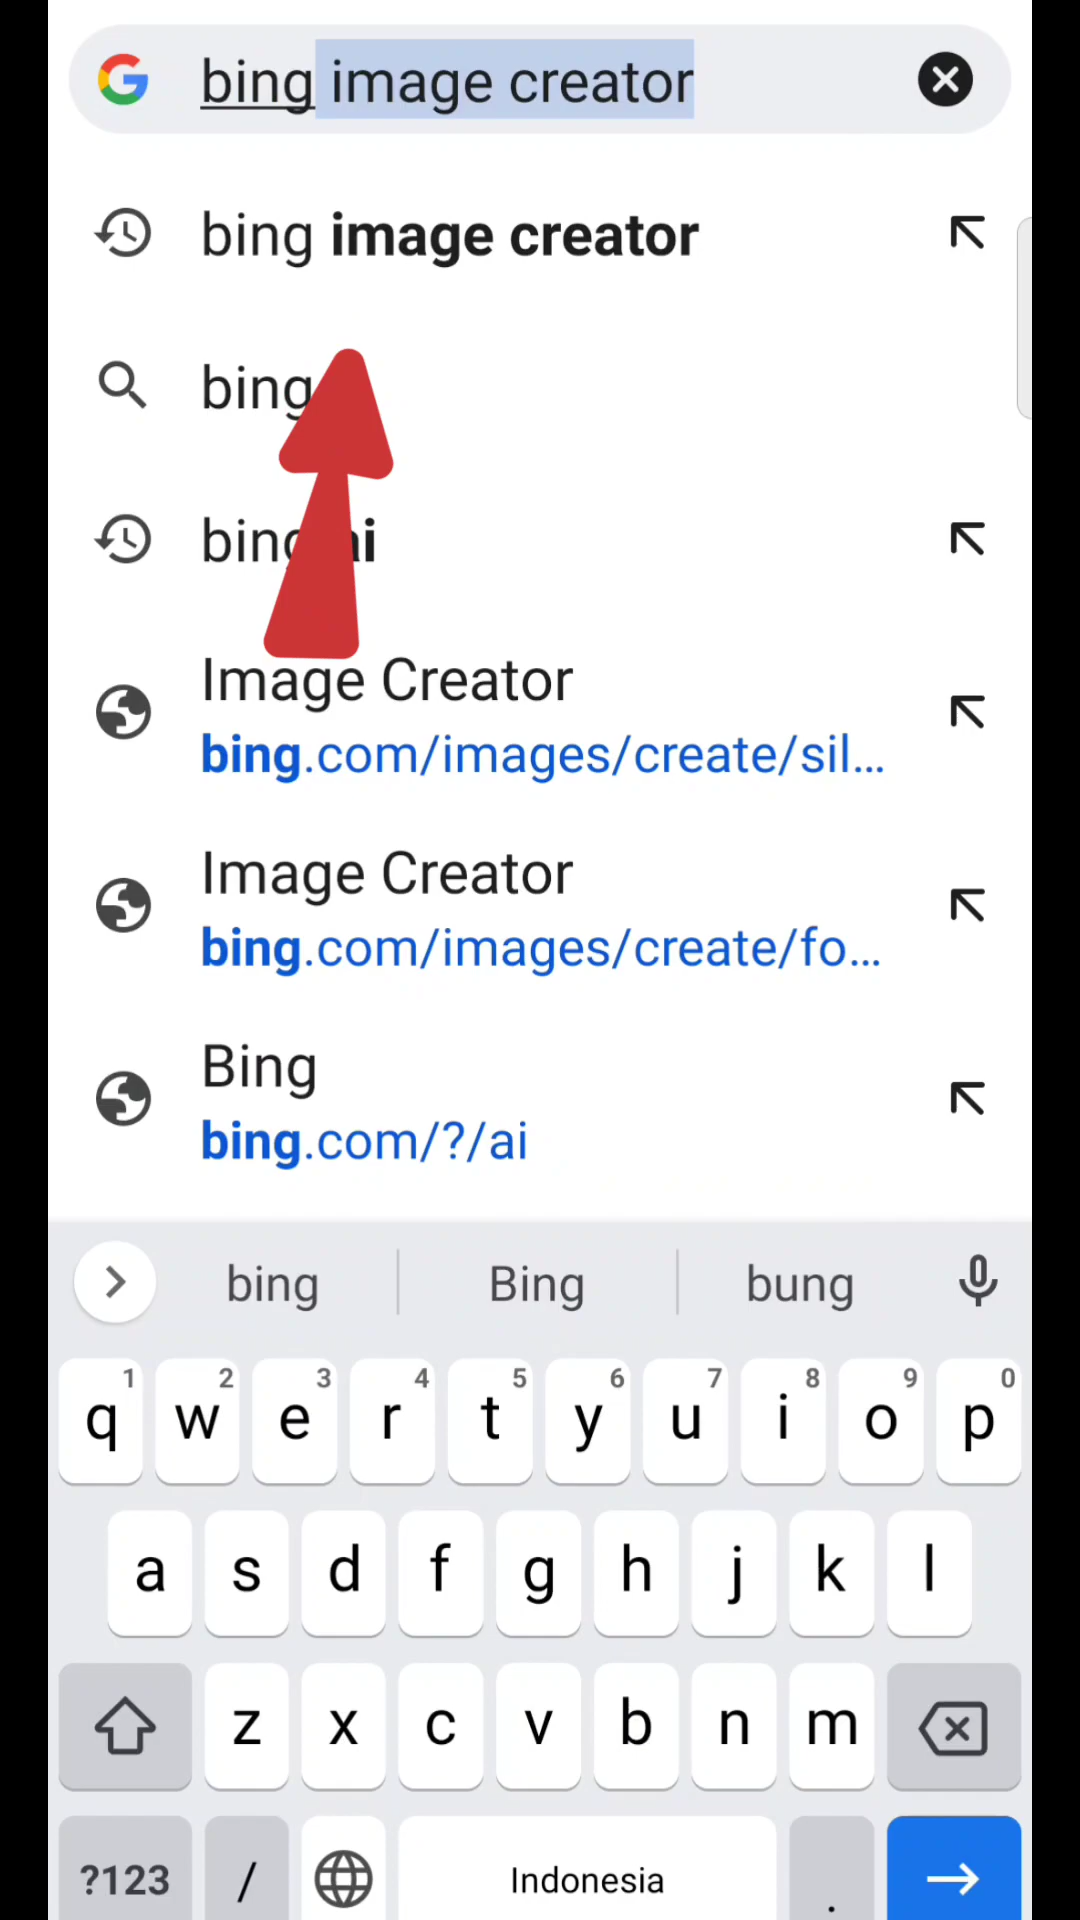 bing image creator
bing image creator
bing
bing ai
Image Creator
bing.com/images/create/sil...
Image Creator
bing.com/images/create/fo...
Bing
bing.com/?/ai
bing Bing bung
1 2 3 4 5 6 7 8 9 0
q w e r t y u i o p
a s d f g h j k l
z x c v b n m
?123 / Indonesia .